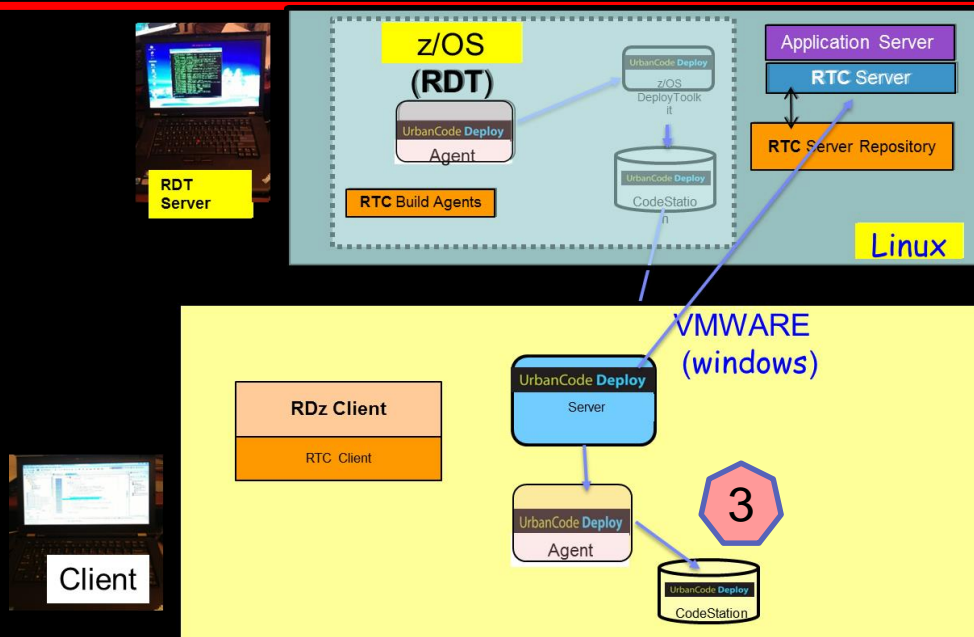 z/OS
(RDT)
UrbanCode Deploy
Agent
RTC Build Agents
UrbanCode Deploy
z/OS
DeployToolk
it
UrbanCode Deploy
CodeStatio
n
Application Server
RTC Server
RTC Server Repository
Linux
RDT
Server
VMWARE
(windows)
RDz Client
RTC Client
UrbanCode Deploy
Server
UrbanCode Deploy
Agent
3
UrbanCode Deploy
CodeStation
Client